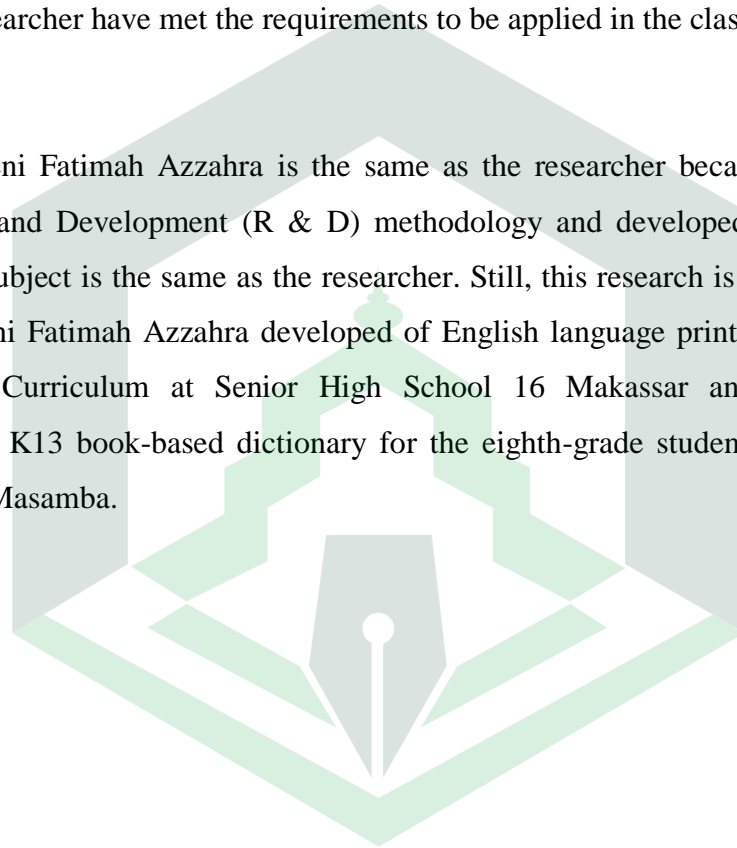 earcher have met the requirements to be applied in the clas
eni Fatimah Azzahra is the same as the researcher beca
and Development (R & D) methodology and developed
ubject is the same as the researcher. Still, this research is
ni Fatimah Azzahra developed of English language print
Curriculum at Senior High School 16 Makassar an
K13 book-based dictionary for the eighth-grade studen
Masamba.